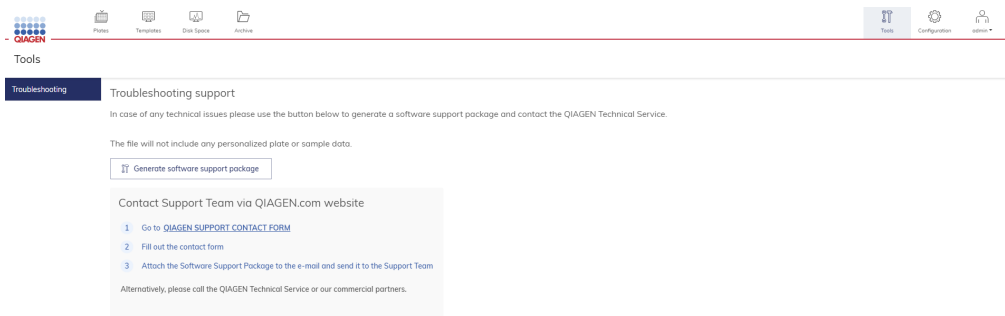 QIAGEN
Plates
Templates
Disk Space
Archive
Tools
Configuration
admin
Tools
Troubleshooting
Troubleshooting support
In case of any technical issues please use the button below to generate a software support package and contact the QIAGEN Technical Service.
The file will not include any personalized plate or sample data.
Generate software support package
Contact Support Team via QIAGEN.com website
1 Go to QIAGEN SUPPORT CONTACT FORM
2 Fill out the contact form
3 Attach the Software Support Package to the e-mail and send it to the Support Team
Alternatively, please call the QIAGEN Technical Service or our commercial partners.